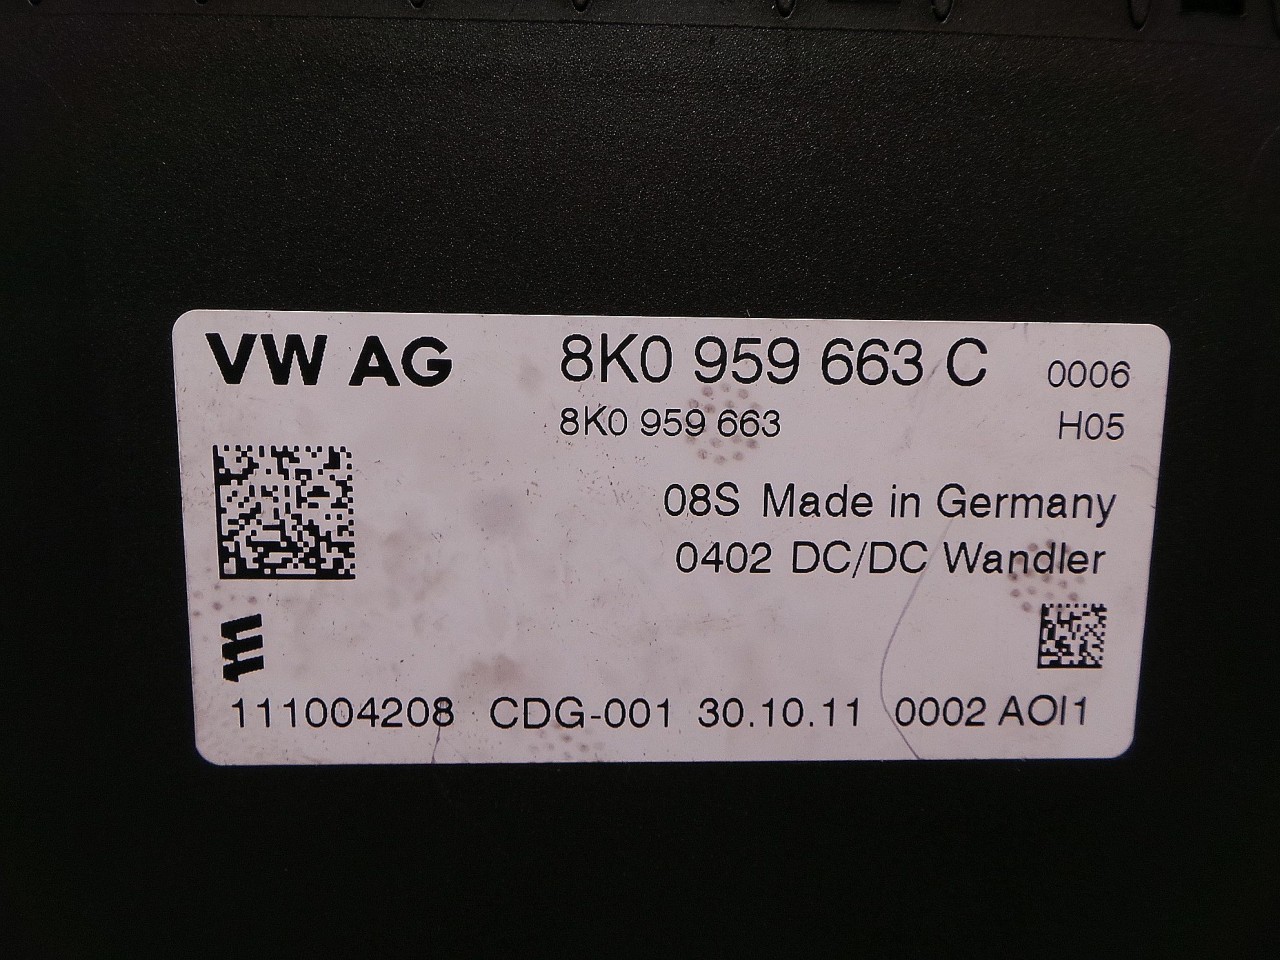 VW AG 8K0 959 663 C 0006
8K0 959 663 H05
08S Made in Germany
0402 DC/DC Wandler
m
111004208 CDG-001 30.10.11 0002 AOI1